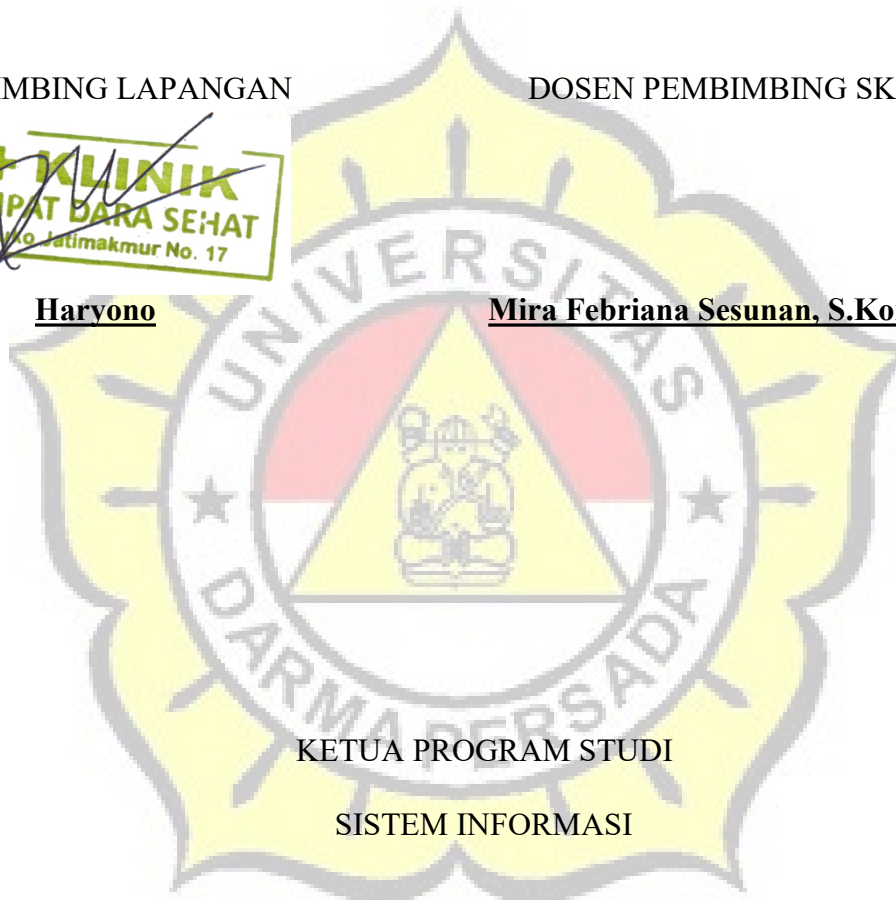 IMBING LAPANGAN
DOSEN PEMBIMBING SK
+ KLINIK
PAT DARA SEHAT
Ruko Jatimakmur No. 17
Haryono
Mira Febriana Sesunan, S.Ko
UNIVERSITAS
DARMA PERSADA
KETUA PROGRAM STUDI
SISTEM INFORMASI